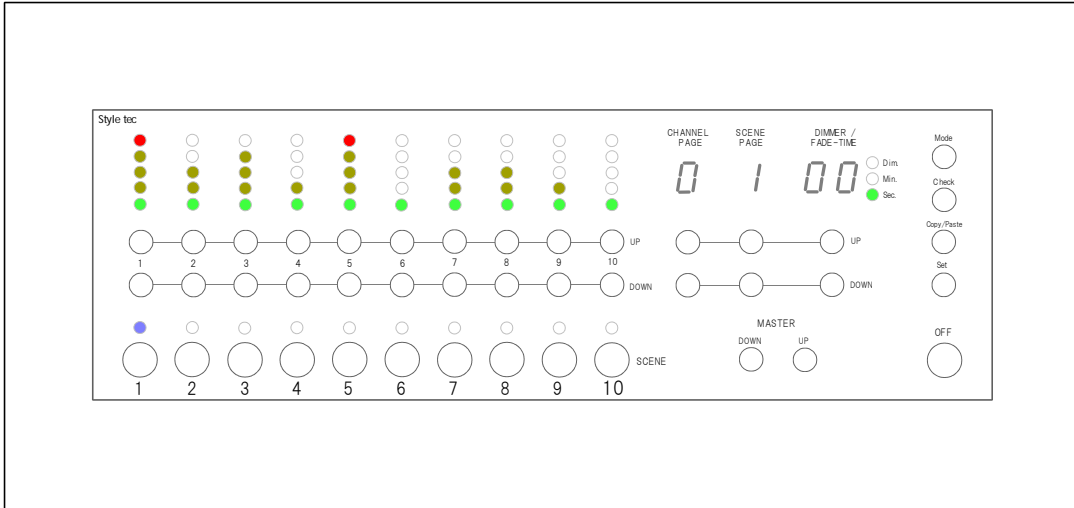 Style tec
CHANNEL PAGE
SCENE PAGE
DIMMER / FADE-TIME
0
1
00
Dim.
Min.
Sec.
Mode
Check
Copy/Paste
Set
UP
1 2 3 4 5 6 7 8 9 10
DOWN
UP
DOWN
SCENE
1 2 3 4 5 6 7 8 9 10
MASTER
DOWN UP
OFF